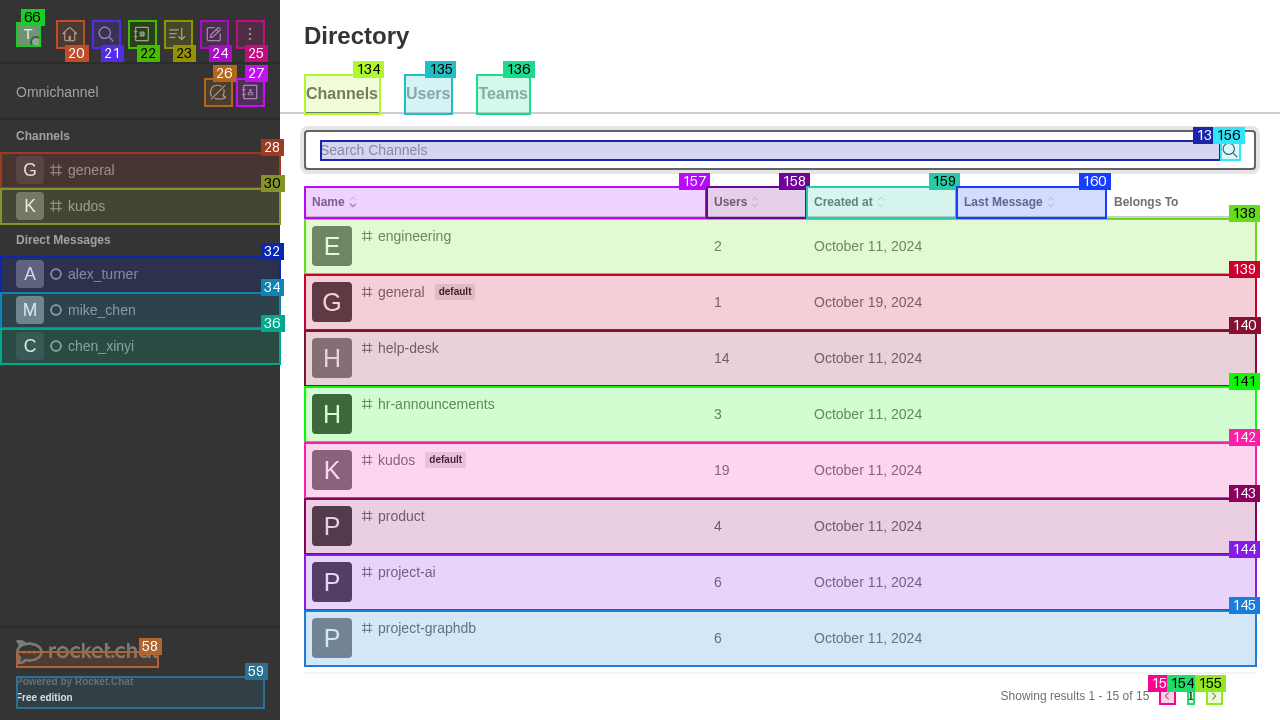 66
T
20
21
22
23
24
25
Omnichannel
26
27
Channels
28
G general
30
K kudos
Direct Messages
32
A alex_turner
34
M mike_chen
36
C chen_xinyi
58
rocket.cha
59
Powered by Rocket.Chat
Free edition
Directory
134
135
136
Channels Users Teams
13 156
Search Channels
157 158 159 160
Name Users Created at Last Message Belongs To
138
E engineering 2 October 11, 2024
139
G general default 1 October 19, 2024
140
H help-desk 14 October 11, 2024
141
H hr-announcements 3 October 11, 2024
142
K kudos default 19 October 11, 2024
143
P product 4 October 11, 2024
144
P project-ai 6 October 11, 2024
145
P project-graphdb 6 October 11, 2024
15 154 155
Showing results 1 - 15 of 15 1